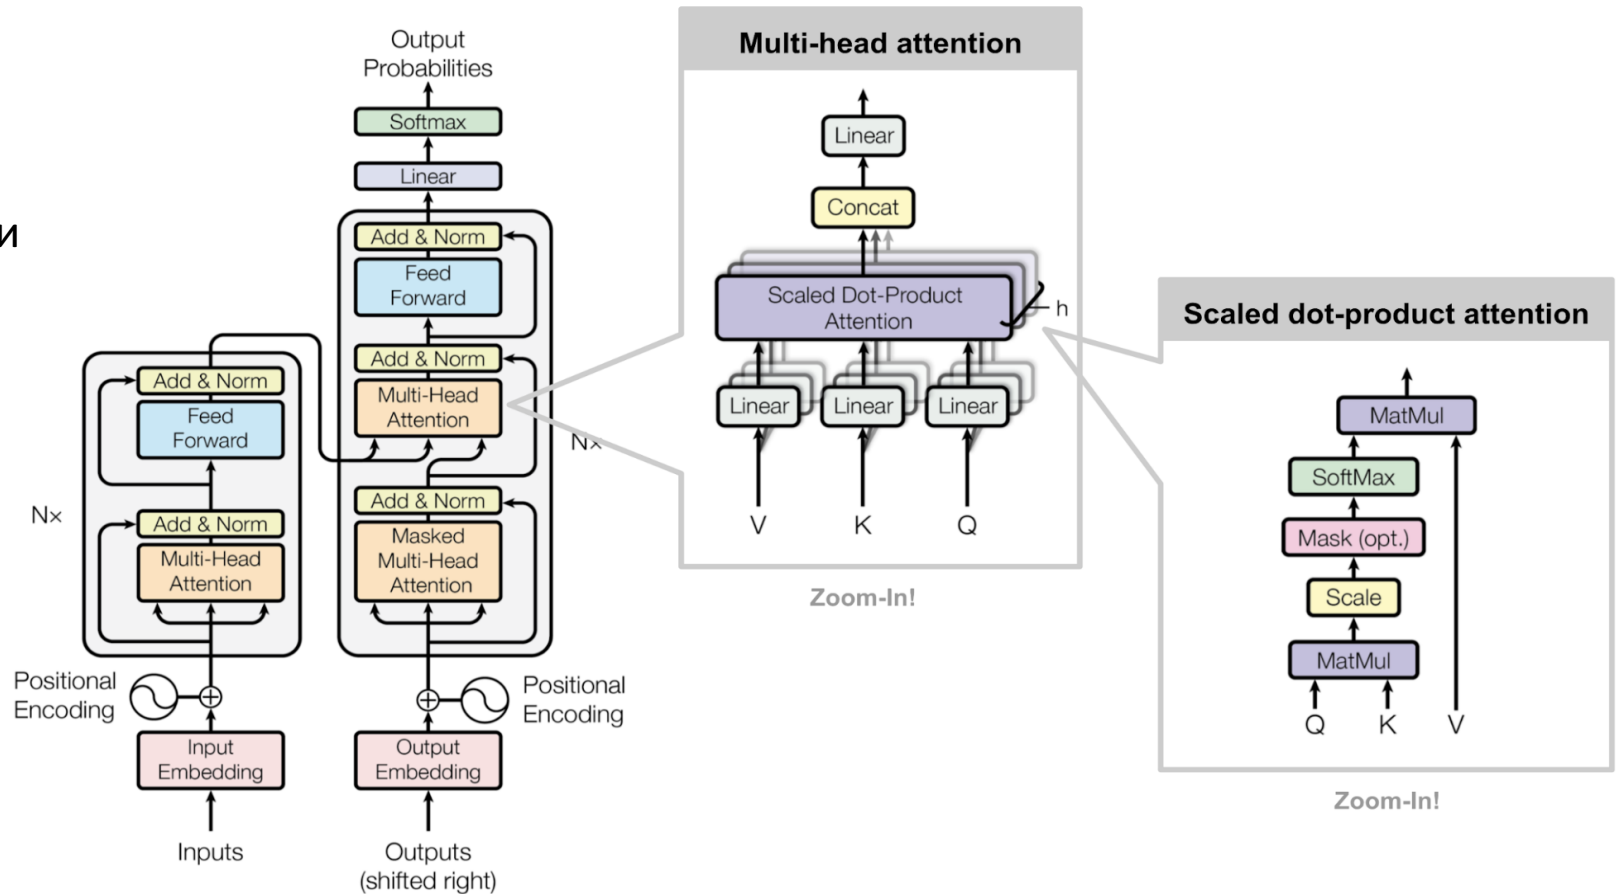 и
Output
Probabilities
Softmax
Linear
Add & Norm
Feed
Forward
Add & Norm
Multi-Head
Attention
Add & Norm
Masked
Multi-Head
Attention
Nx
Add & Norm
Feed
Forward
Add & Norm
Multi-Head
Attention
Nx
Positional
Encoding
Positional
Encoding
Input
Embedding
Output
Embedding
Inputs
Outputs
(shifted right)
Multi-head attention
Linear
Concat
Scaled Dot-Product
Attention
h
Linear
Linear
Linear
V
K
Q
Zoom-In!
Scaled dot-product attention
MatMul
SoftMax
Mask (opt.)
Scale
MatMul
Q
K
V
Zoom-In!